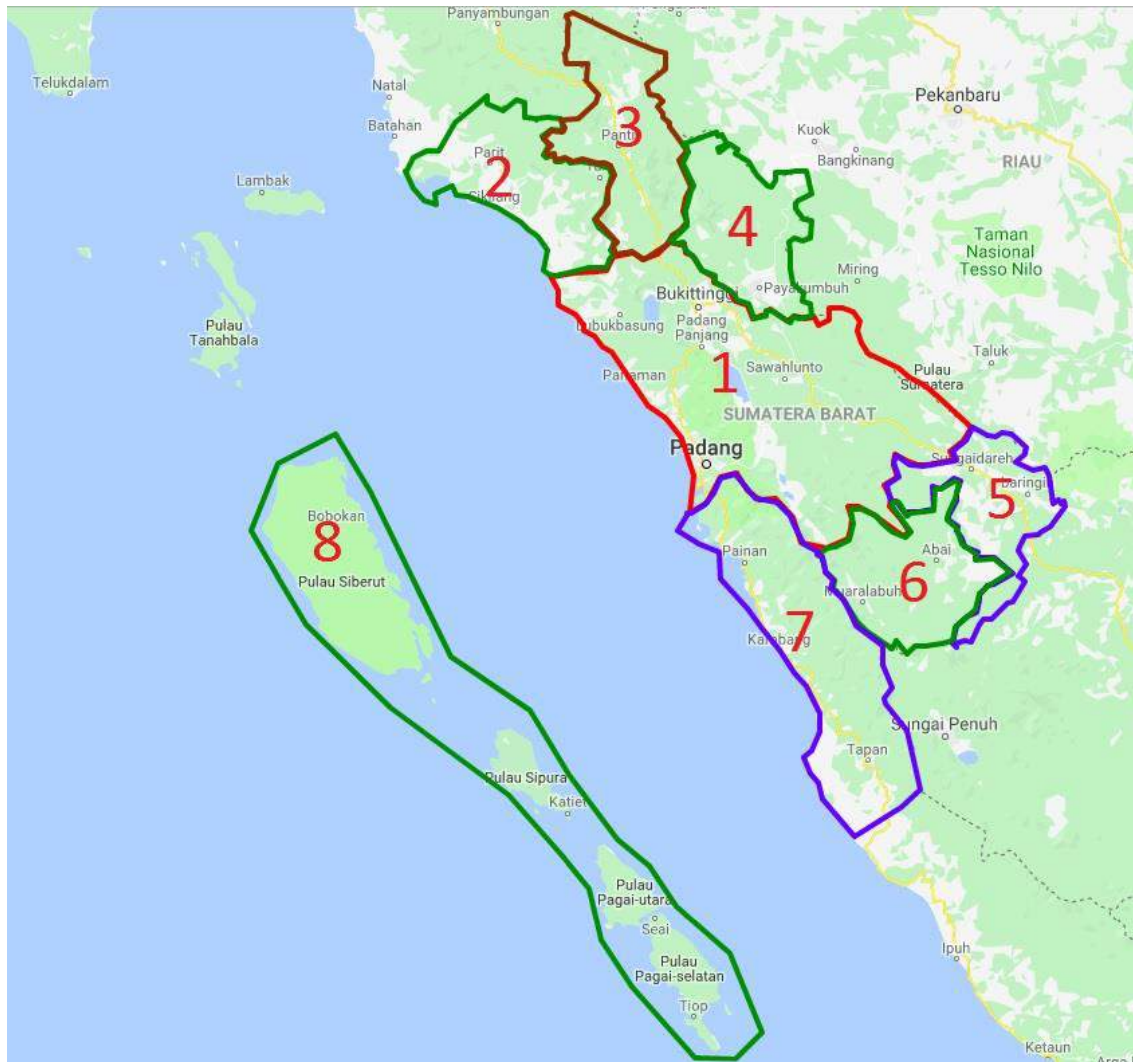 Panyambungan
Telukdalam
Natal
Pekanbaru
Batahan
3
Kuok
Panti
Bangkinang
RIAU
Parit
2
Lambak
Sikilang
4
Taman
Nasional
Tesso Nilo
Miring
Bukittinggi
Payakumbuh
Lubukbasung
Padang
Panjang
Pulau
Tanahbala
Taluk
Pulau
Sumatera
1
Sawahlunto
Pariaman
SUMATERA BARAT
Padang
Sungaidareh
Baringi
5
Bobokan
8
Painan
Abai
6
Pulau Siberut
Muaralabuh
7
Kambang
Sungai Penuh
Tapan
Pulau Sipura
Katiet
Pulau
Pagai-utara
Seai
Ipuh
Pulau
Pagai-selatan
Tiop
Ketaun